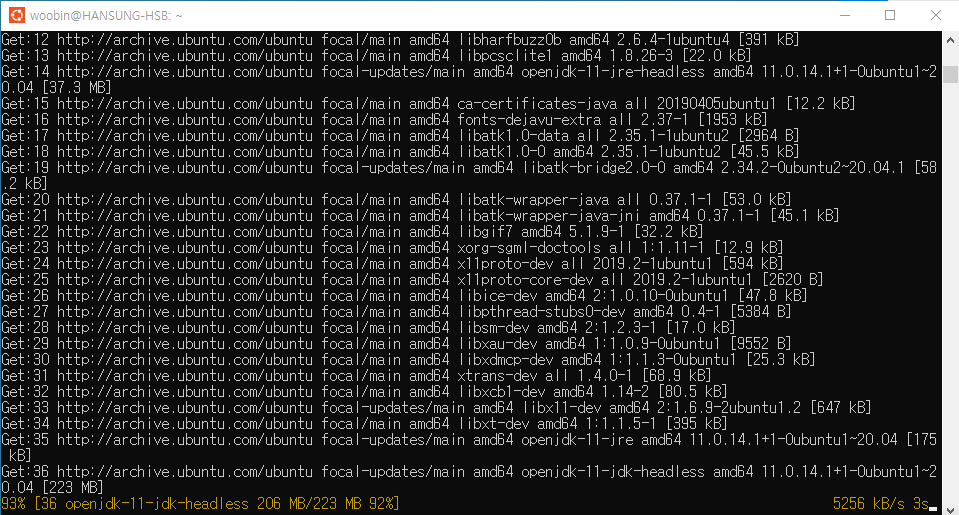 woobin@HANSUNG-HSB: ~
Get:12 http://archive.ubuntu.com/ubuntu focal/main amd64 libharfbuzz0b amd64 2.6.4-1ubuntu4 [391 kB]
Get:13 http://archive.ubuntu.com/ubuntu focal/main amd64 libpcsclite1 amd64 1.8.26-3 [22.0 kB]
Get:14 http://archive.ubuntu.com/ubuntu focal-updates/main amd64 openjdk-11-jre-headless amd64 11.0.14.1+1-0ubuntu1~2
0.04 [37.3 MB]
Get:15 http://archive.ubuntu.com/ubuntu focal/main amd64 ca-certificates-java all 20190405ubuntu1 [12.2 kB]
Get:16 http://archive.ubuntu.com/ubuntu focal/main amd64 fonts-dejavu-extra all 2.37-1 [1953 kB]
Get:17 http://archive.ubuntu.com/ubuntu focal/main amd64 libatk1.0-data all 2.35.1-1ubuntu2 [2964 B]
Get:18 http://archive.ubuntu.com/ubuntu focal/main amd64 libatk1.0-0 amd64 2.35.1-1ubuntu2 [45.5 kB]
Get:19 http://archive.ubuntu.com/ubuntu focal-updates/main amd64 libatk-bridge2.0-0 amd64 2.34.2-0ubuntu2~20.04.1 [58
.2 kB]
Get:20 http://archive.ubuntu.com/ubuntu focal/main amd64 libatk-wrapper-java all 0.37.1-1 [53.0 kB]
Get:21 http://archive.ubuntu.com/ubuntu focal/main amd64 libatk-wrapper-java-jni amd64 0.37.1-1 [45.1 kB]
Get:22 http://archive.ubuntu.com/ubuntu focal/main amd64 libgif7 amd64 5.1.9-1 [32.2 kB]
Get:23 http://archive.ubuntu.com/ubuntu focal/main amd64 xorg-sgml-doctools all 1:1.11-1 [12.9 kB]
Get:24 http://archive.ubuntu.com/ubuntu focal/main amd64 x11proto-dev all 2019.2-1ubuntu1 [594 kB]
Get:25 http://archive.ubuntu.com/ubuntu focal/main amd64 x11proto-core-dev all 2019.2-1ubuntu1 [2620 B]
Get:26 http://archive.ubuntu.com/ubuntu focal/main amd64 libice-dev amd64 2:1.0.10-0ubuntu1 [47.8 kB]
Get:27 http://archive.ubuntu.com/ubuntu focal/main amd64 libpthread-stubs0-dev amd64 0.4-1 [5384 B]
Get:28 http://archive.ubuntu.com/ubuntu focal/main amd64 libsm-dev amd64 2:1.2.3-1 [17.0 kB]
Get:29 http://archive.ubuntu.com/ubuntu focal/main amd64 libxau-dev amd64 1:1.0.9-0ubuntu1 [9552 B]
Get:30 http://archive.ubuntu.com/ubuntu focal/main amd64 libxdmcp-dev amd64 1:1.1.3-0ubuntu1 [25.3 kB]
Get:31 http://archive.ubuntu.com/ubuntu focal/main amd64 xtrans-dev all 1.4.0-1 [68.9 kB]
Get:32 http://archive.ubuntu.com/ubuntu focal/main amd64 libxcb1-dev amd64 1.14-2 [80.5 kB]
Get:33 http://archive.ubuntu.com/ubuntu focal-updates/main amd64 libx11-dev amd64 2:1.6.9-2ubuntu1.2 [647 kB]
Get:34 http://archive.ubuntu.com/ubuntu focal/main amd64 libxt-dev amd64 1:1.1.5-1 [395 kB]
Get:35 http://archive.ubuntu.com/ubuntu focal-updates/main amd64 openjdk-11-jre amd64 11.0.14.1+1-0ubuntu1~20.04 [175
 kB]
Get:36 http://archive.ubuntu.com/ubuntu focal-updates/main amd64 openjdk-11-jdk-headless amd64 11.0.14.1+1-0ubuntu1~2
0.04 [223 MB]
93% [36 openjdk-11-jdk-headless 206 MB/223 MB 92%] 5256 kB/s 3s